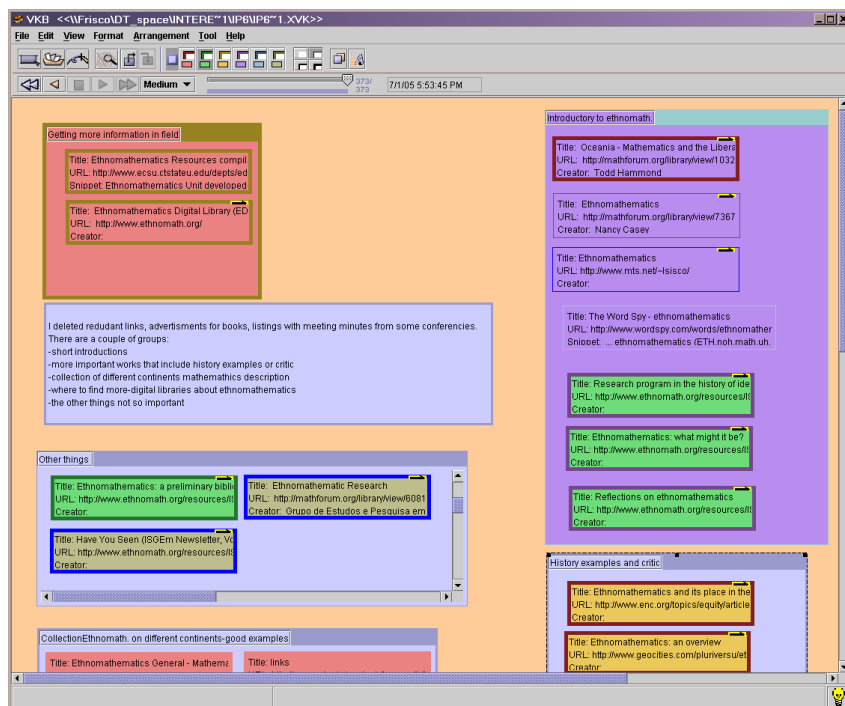 VKB <<\\Frisco\DT_space\INTERE~1\IP6\IP6~1.XVK>>
File Edit View Format Arrangement Tool Help
Medium
373/
373
7/1/05 5:53:45 PM
Getting more information in field
Title: Ethnomathematics Resources compil
URL: http://www.ecsu.ctstateu.edu/depts/ed
Snippet: Ethnomathematics Unit developed
Title: Ethnomathematics Digital Library (ED
URL: http://www.ethnomath.org/
Creator:
I deleted redudant links, advertisments for books, listings with meeting minutes from some conferencies.
There are a couple of groups:
-short introductions
-more important works that include history examples or critic
-collection of different continents mathemathics description
-where to find more-digital libraries about ethnomathematics
-the other things not so important
Other things
Title: Ethnomathematics: a preliminary biblio
URL: http://www.ethnomath.org/resources/IS
Creator:
Title: Ethnomathematic Research
URL: http://mathforum.org/library/view/6081
Creator: Grupo de Estudos e Pesquisa em
Title: Have You Seen (ISGEm Newsletter, Vo
URL: http://www.ethnomath.org/resources/IS
Creator:
CollectionEthnomath. on different continents-good examples
Title: Ethnomathematics General - Mathema
Title: links
Introductory to ethnomath.
Title: Oceania - Mathematics and the Libera
URL: http://mathforum.org/library/view/1032
Creator: Todd Hammond
Title: Ethnomathematics
URL: http://mathforum.org/library/view/7367
Creator: Nancy Casey
Title: Ethnomathematics
URL: http://www.mts.net/~lsisco/
Creator:
Title: The Word Spy - ethnomathematics
URL: http://www.wordspy.com/words/ethnomather
Snippet: ... ethnomathematics (ETH.noh.math.uh.
Title: Research program in the history of ide
URL: http://www.ethnomath.org/resources/IS
Creator:
Title: Ethnomathematics: what might it be?
URL: http://www.ethnomath.org/resources/IS
Creator:
Title: Reflections on ethnomathematics
URL: http://www.ethnomath.org/resources/IS
Creator:
History examples and critic
Title: Ethnomathematics and its place in the
URL: http://www.enc.org/topics/equity/article
Creator:
Title: Ethnomathematics: an overview
URL: http://www.geocities.com/pluriversu/et
Creator: